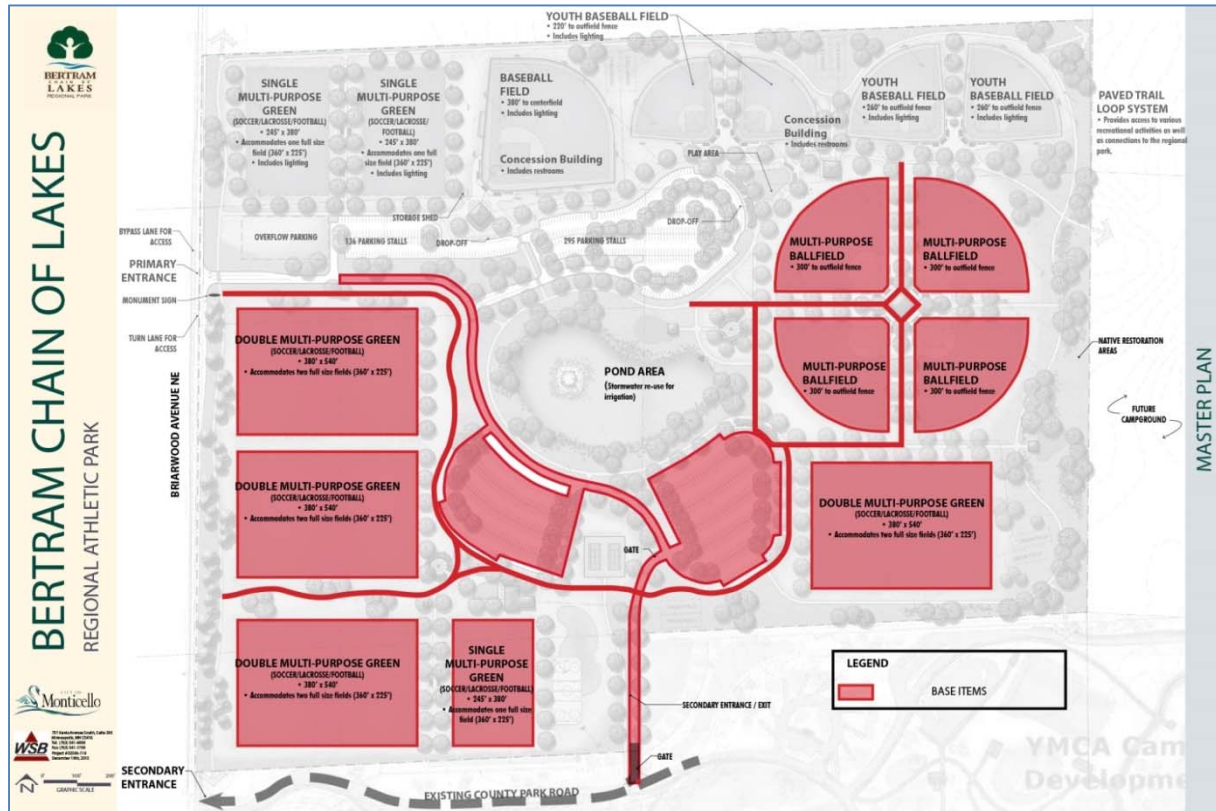 BERTRAM
CHAIN OF
LAKES
REGIONAL PARK
BERTRAM CHAIN OF LAKES
REGIONAL ATHLETIC PARK
CITY OF
Monticello
WSB
GRAPHIC SCALE
MASTER PLAN
YOUTH BASEBALL FIELD
• 220' to outfield fence
• Includes lighting
SINGLE
MULTI-PURPOSE
GREEN
(SOCCER/LACROSSE/FOOTBALL)
• 245' x 380'
• Accommodates one full size
field (360' x 225')
• Includes lighting
SINGLE
MULTI-PURPOSE
GREEN
(SOCCER/LACROSSE/
FOOTBALL)
• 245' x 380'
• Accommodates one full
size field (360' x 225')
• Includes lighting
BASEBALL
FIELD
• 380' to centerfield
• Includes lighting
Concession Building
• Includes restrooms
Concession
Building
• Includes restrooms
YOUTH
BASEBALL FIELD
• 260' to outfield fence
• Includes lighting
YOUTH
BASEBALL FIELD
• 260' to outfield fence
• Includes lighting
PAVED TRAIL
LOOP SYSTEM
• Provides access to various
recreational activities as well
as connections to the regional
park.
PLAY AREA
STORAGE SHED
DROP-OFF
BYPASS LANE FOR
ACCESS
OVERFLOW PARKING
136 PARKING STALLS
DROP-OFF
295 PARKING STALLS
PRIMARY
ENTRANCE
MONUMENT SIGN
TURN LANE FOR
ACCESS
BRIARWOOD AVENUE NE
MULTI-PURPOSE
BALLFIELD
• 300' to outfield fence
MULTI-PURPOSE
BALLFIELD
• 300' to outfield fence
MULTI-PURPOSE
BALLFIELD
• 300' to outfield fence
MULTI-PURPOSE
BALLFIELD
• 300' to outfield fence
DOUBLE MULTI-PURPOSE GREEN
(SOCCER/LACROSSE/FOOTBALL)
• 380' x 540'
• Accommodates two full size fields (360' x 225')
POND AREA
(Stormwater re-use for
irrigation)
NATIVE RESTORATION
AREAS
FUTURE
CAMPGROUND
DOUBLE MULTI-PURPOSE GREEN
(SOCCER/LACROSSE/FOOTBALL)
• 380' x 540'
• Accommodates two full size fields (360' x 225')
DOUBLE MULTI-PURPOSE GREEN
(SOCCER/LACROSSE/FOOTBALL)
• 380' x 540'
• Accommodates two full size fields (360' x 225')
GATE
DOUBLE MULTI-PURPOSE GREEN
(SOCCER/LACROSSE/FOOTBALL)
• 380' x 540'
• Accommodates two full size fields (360' x 225')
SINGLE
MULTI-PURPOSE
GREEN
(SOCCER/LACROSSE/FOOTBALL)
• 245' x 380'
• Accommodates one full size
field (360' x 225')
LEGEND
BASE ITEMS
SECONDARY ENTRANCE / EXIT
GATE
YMCA Cam
Developme
SECONDARY
ENTRANCE
EXISTING COUNTY PARK ROAD